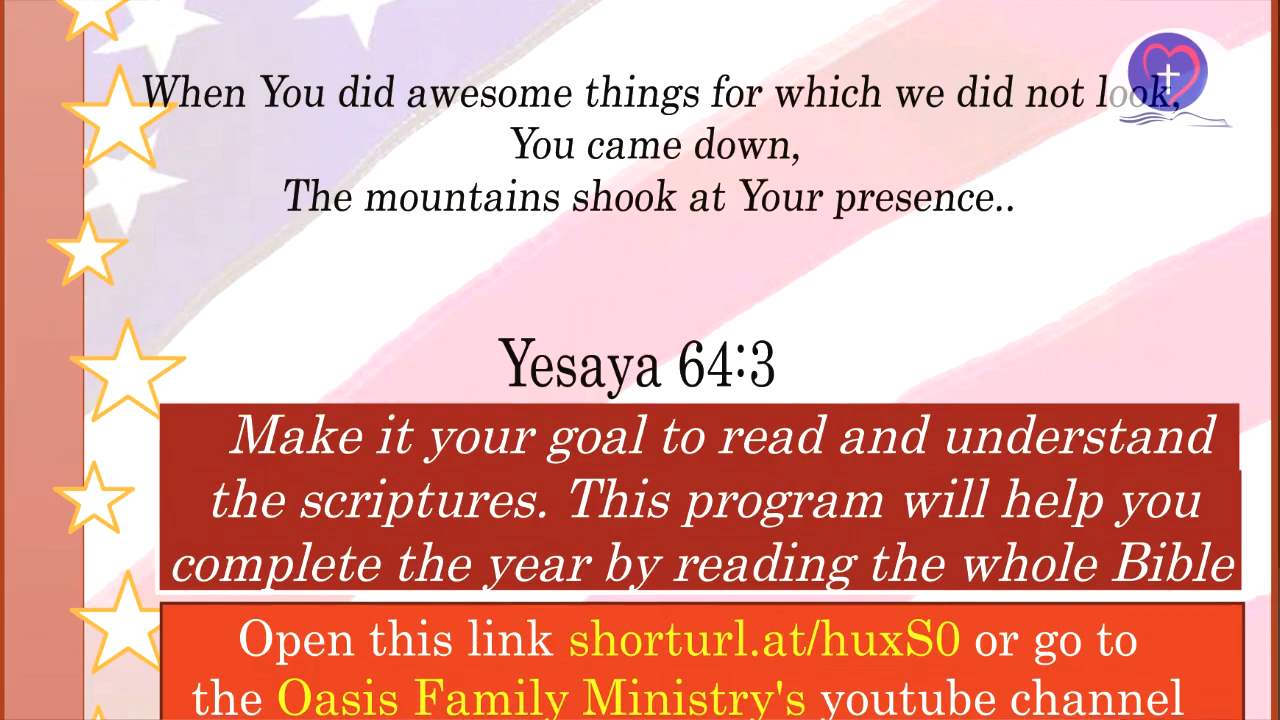 When You did awesome things for which we did not look,
You came down,
The mountains shook at Your presence..
Yesaya 64:3
Make it your goal to read and understand
the scriptures. This program will help you
complete the year by reading the whole Bible
Open this link shorturl.at/huxS0 or go to
the Oasis Family Ministry's youtube channel